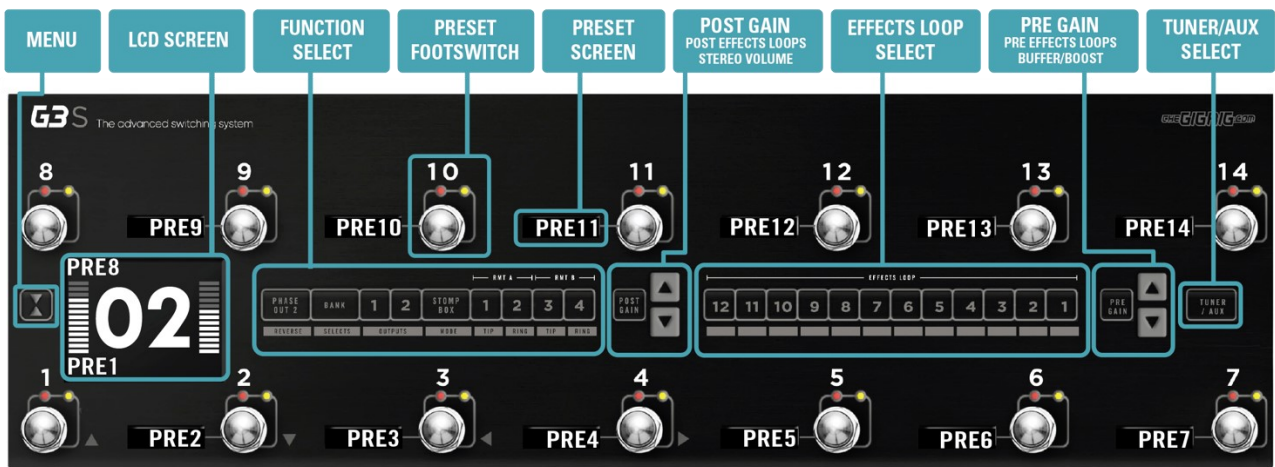 MENU
LCD SCREEN
FUNCTION
SELECT
PRESET
FOOTSWITCH
PRESET
SCREEN
POST GAIN
POST EFFECTS LOOPS
STEREO VOLUME
EFFECTS LOOP
SELECT
PRE GAIN
PRE EFFECTS LOOPS
BUFFER/BOOST
TUNER/AUX
SELECT
G3S The advanced switching system
THEGIGRIG.COM
8 9 10 11 12 13 14
PRE9 PRE10 PRE11 PRE12 PRE13 PRE14
PRE8
02
PRE1
RMT A RMT B
PHASE
OUT 2
BANK
1
2
STOMP
BOX
1
2
3
4
REVERSE SELECTS OUTPUTS MODE TIP RING TIP RING
POST
GAIN
EFFECTS LOOP
12 11 10 9 8 7 6 5 4 3 2 1
PRE
GAIN
TUNER
/ AUX
1 2 3 4 5 6 7
PRE2 PRE3 PRE4 PRE5 PRE6 PRE7